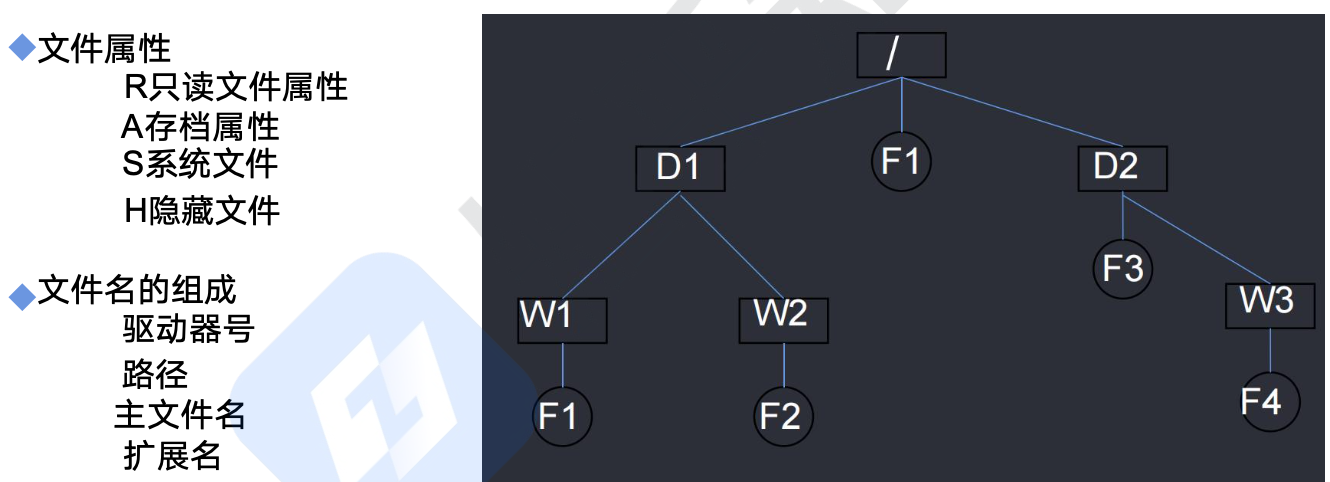 文件属性
R只读文件属性
A存档属性
S系统文件
H隐藏文件
文件名的组成
驱动器号
路径
主文件名
扩展名
/
D1
F1
D2
F3
W1
W2
W3
F1
F2
F4